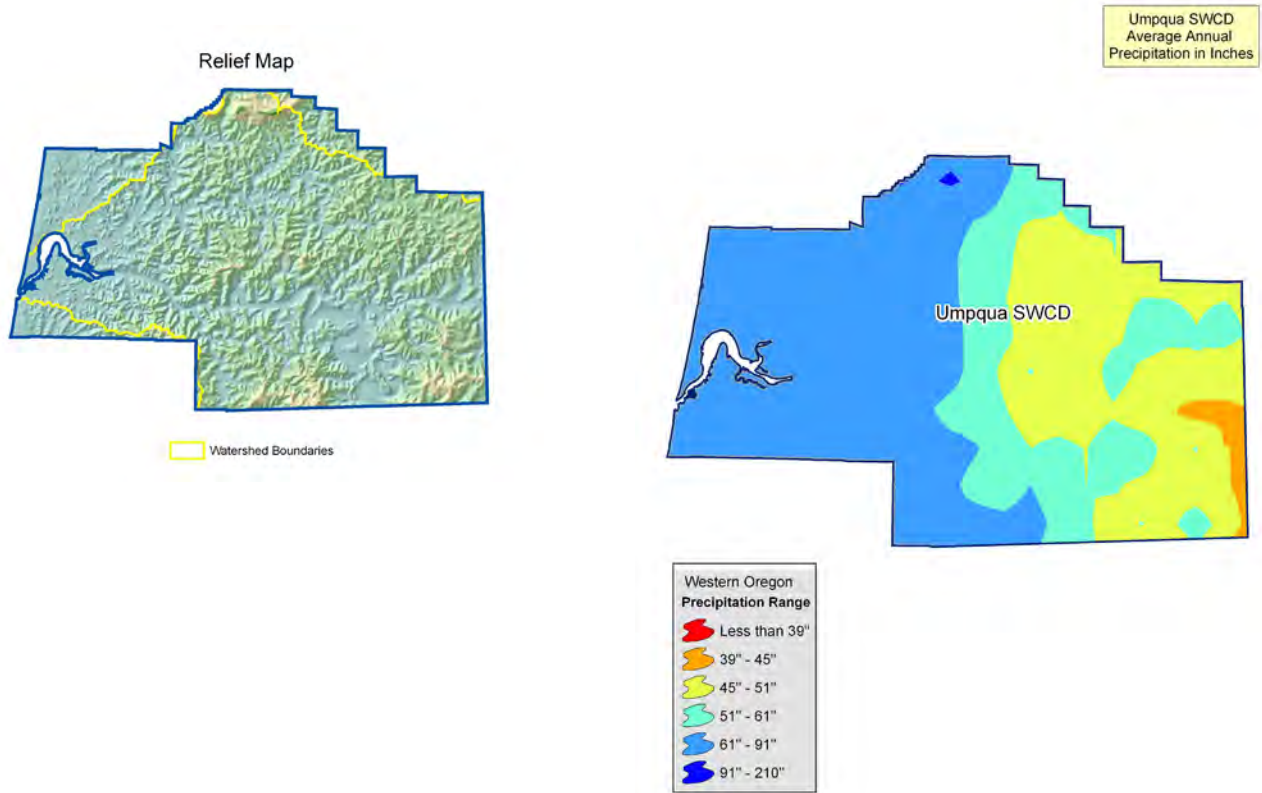 Umpqua SWCD
Average Annual
Precipitation in Inches
Relief Map
Watershed Boundaries
Umpqua SWCD
Western Oregon
Precipitation Range
Less than 39"
39" - 45"
45" - 51"
51" - 61"
61" - 91"
91" - 210"